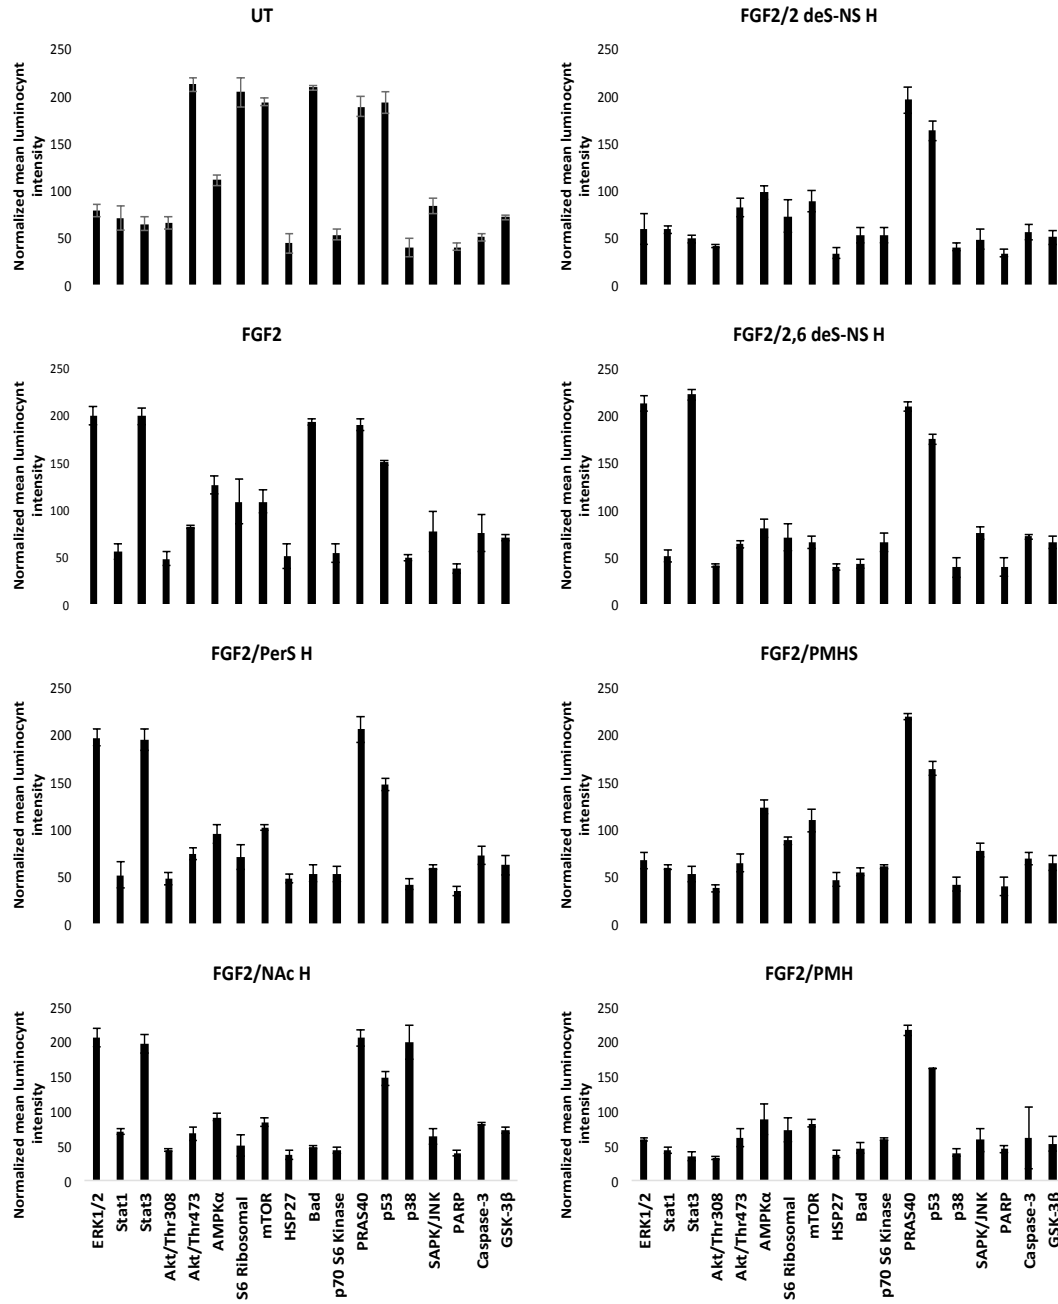 UT
Normalized mean luminocynt
intensity
250
200
150
100
50
0
FGF2/2 deS-NS H
Normalized mean luminocynt
intensity
250
200
150
100
50
0
FGF2
Normalized mean luminocynt
intensity
250
200
150
100
50
0
FGF2/2,6 deS-NS H
Normalized mean luminocynt
intensity
250
200
150
100
50
0
FGF2/PerS H
Normalized mean luminocynt
intensity
250
200
150
100
50
0
FGF2/PMHS
Normalized mean luminocynt
intensity
250
200
150
100
50
0
FGF2/NAc H
Normalized mean luminocynt
intensity
250
200
150
100
50
0
ERK1/2
Stat1
Stat3
Akt/Thr308
Akt/Thr473
AMPKα
S6 Ribosomal
mTOR
HSP27
Bad
p70 S6 Kinase
PRAS40
p53
p38
SAPK/JNK
PARP
Caspase-3
GSK-3β
FGF2/PMH
Normalized mean luminocynt
intensity
250
200
150
100
50
0
ERK1/2
Stat1
Stat3
Akt/Thr308
Akt/Thr473
AMPKα
S6 Ribosomal
mTOR
HSP27
Bad
p70 S6 Kinase
PRAS40
p53
p38
SAPK/JNK
PARP
Caspase-3
GSK-3β